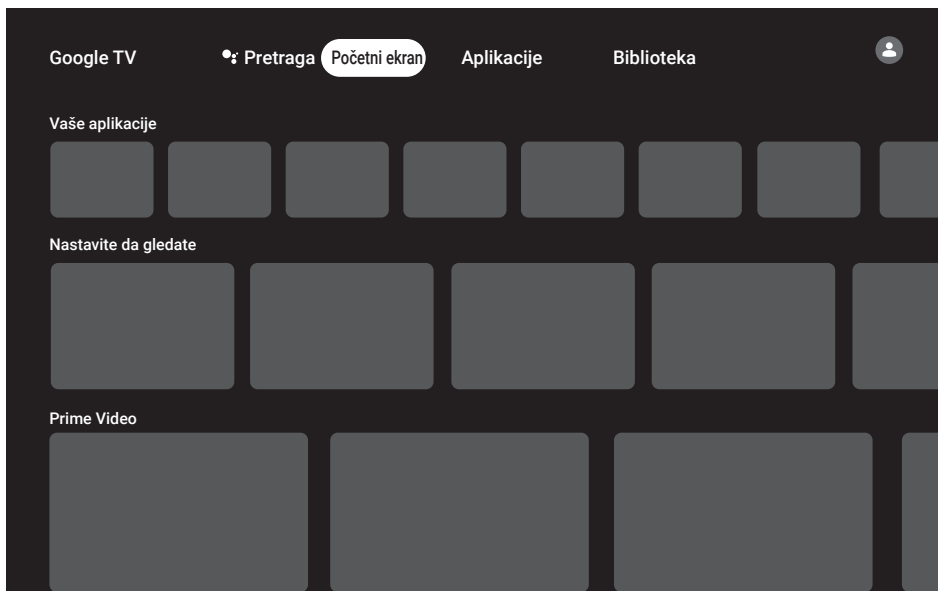 Google TV Pretraga Početni ekran Aplikacije Biblioteka
Vaše aplikacije
Nastavite da gledate
Prime Video